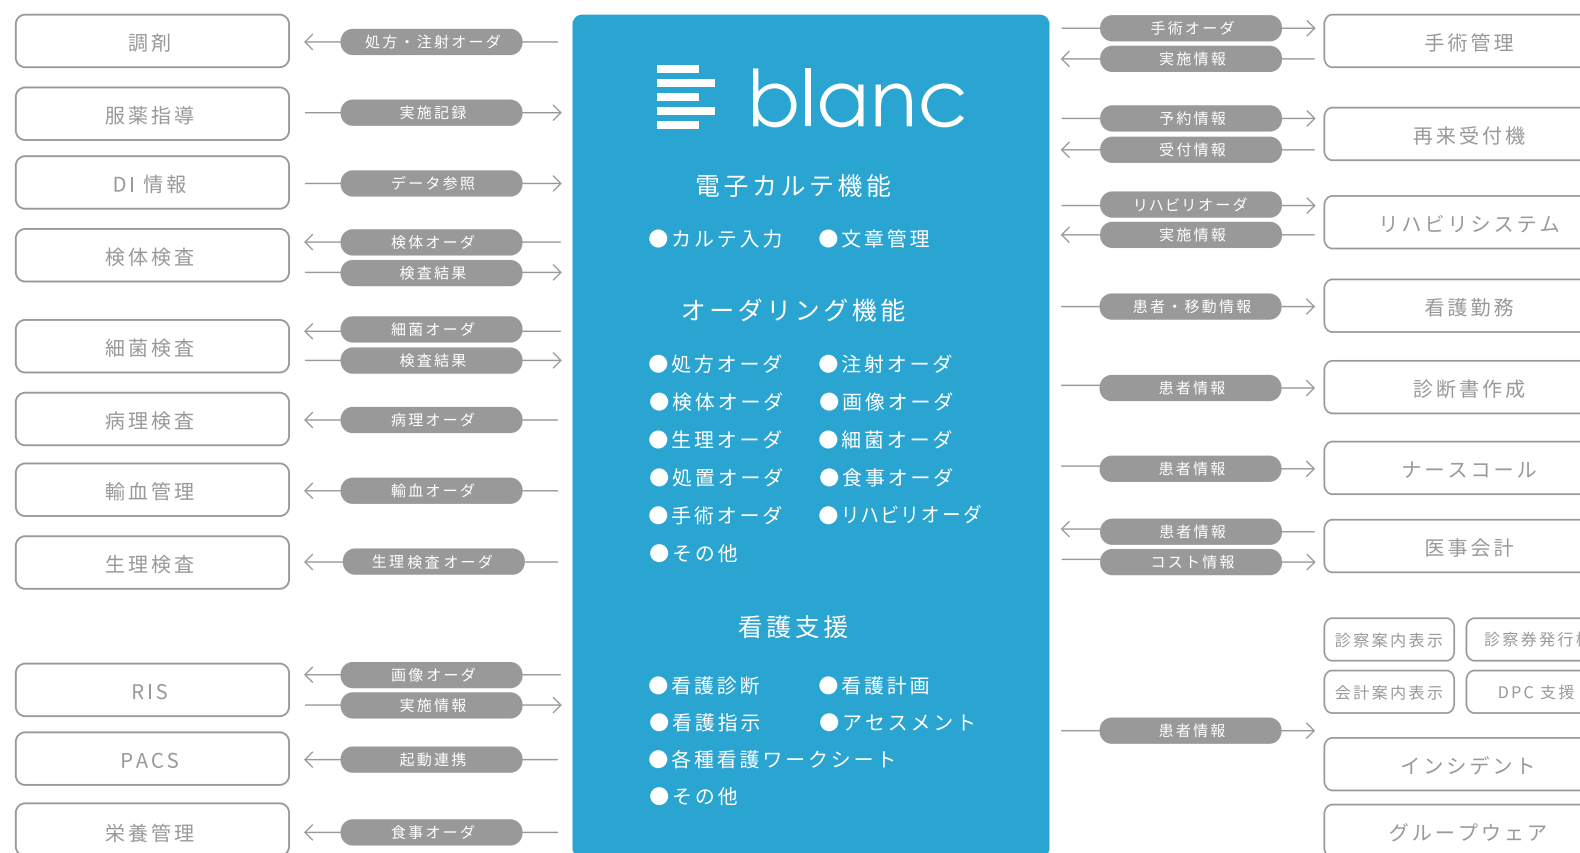 調剤
処方・注射オーダ
服薬指導
実施記録
DI 情報
データ参照
検体検査
検体オーダ
検査結果
細菌検査
細菌オーダ
検査結果
病理検査
病理オーダ
輸血管理
輸血オーダ
生理検査
生理検査オーダ
RIS
画像オーダ
実施情報
PACS
起動連携
栄養管理
食事オーダ
blanc
電子カルテ機能
●カルテ入力 ●文章管理
オーダリング機能
●処方オーダ ●注射オーダ
●検体オーダ ●画像オーダ
●生理オーダ ●細菌オーダ
●処置オーダ ●食事オーダ
●手術オーダ ●リハビリオーダ
●その他
看護支援
●看護診断 ●看護計画
●看護指示 ●アセスメント
●各種看護ワークシート
●その他
手術オーダ
実施情報
手術管理
予約情報
受付情報
再来受付機
リハビリオーダ
実施情報
リハビリシステム
患者・移動情報
看護勤務
患者情報
診断書作成
患者情報
ナースコール
患者情報
コスト情報
医事会計
患者情報
診察案内表示 診察券発行機
会計案内表示 DPC 支援
インシデント
グループウェア